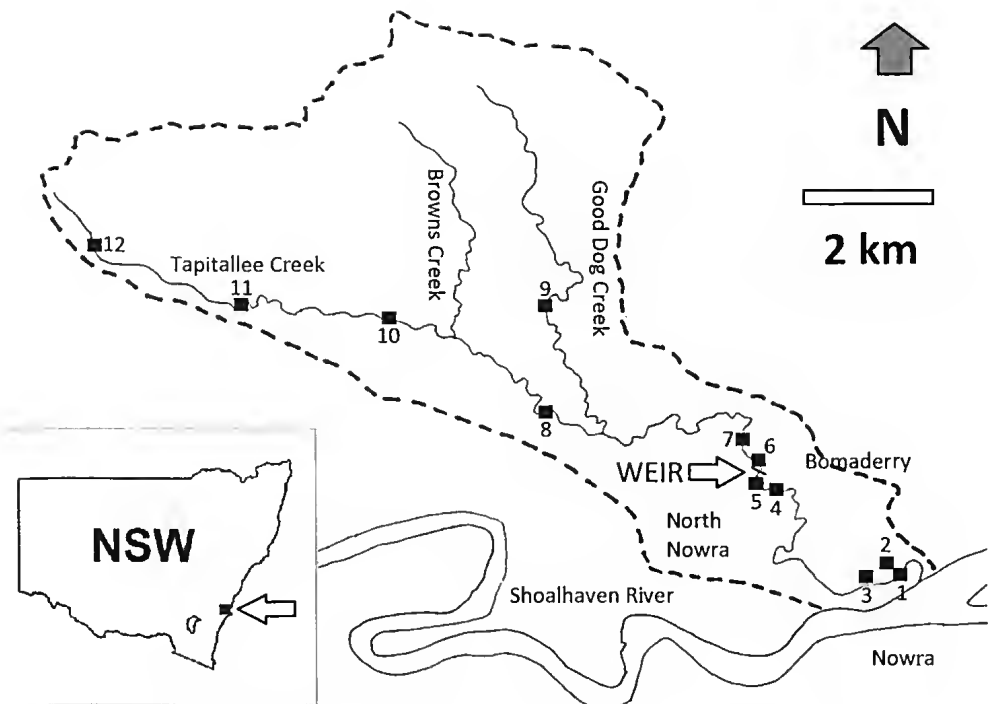 N
2 km
Browns Creek
Good Dog Creek
12
Tapitallee Creek
11
10
9
8
7
6
WEIR
5
4
Bomaderry
North
Nowra
2
3
1
Shoalhaven River
Nowra
NSW